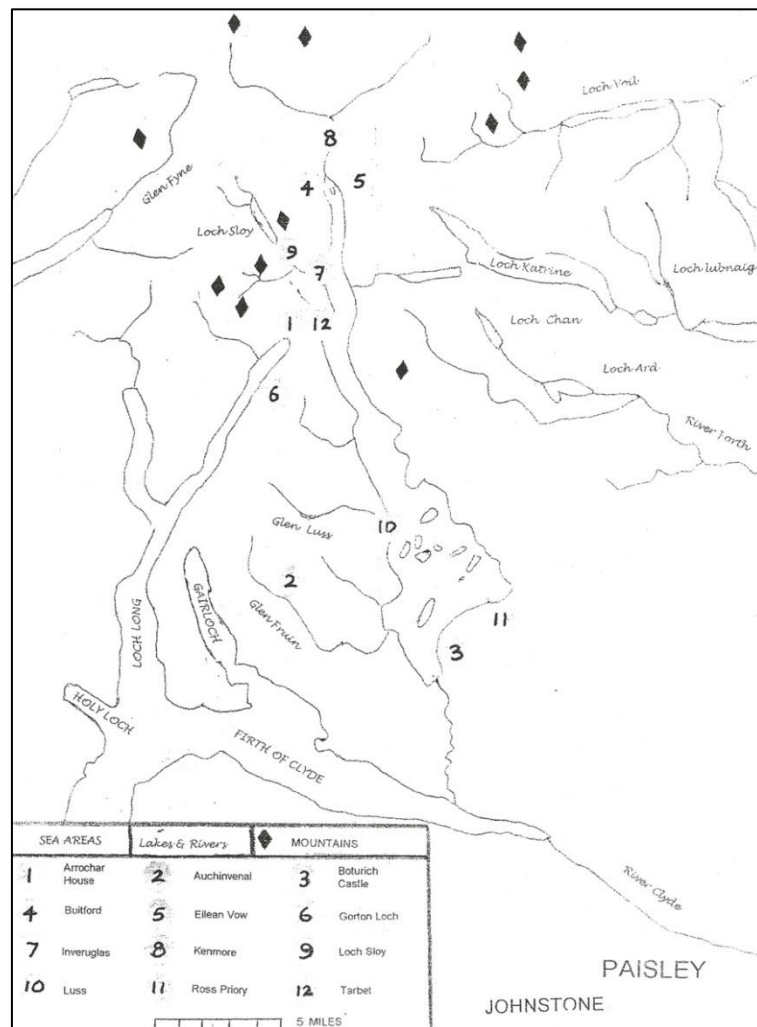 Loch Voil
8
5
4
Glen Fyne
Loch Sloy
9
7
Loch Katrine
Loch lubnaig
1 12
Loch Chan
Loch Ard
6
River Forth
10
Glen Luss
2
GAIRLOCH
Glen Fruin
11
LOCH LONG
3
HOLY LOCH
FIRTH OF CLYDE
SEA AREAS Lakes & Rivers MOUNTAINS
1 Arrochar House 2 Auchinvenal 3 Boturich Castle
4 Buitford 5 Eilean Vow 6 Gorton Loch
7 Inveruglas 8 Kenmore 9 Loch Sloy
10 Luss 11 Ross Priory 12 Tarbet
5 MILES
River Clyde
PAISLEY
JOHNSTONE